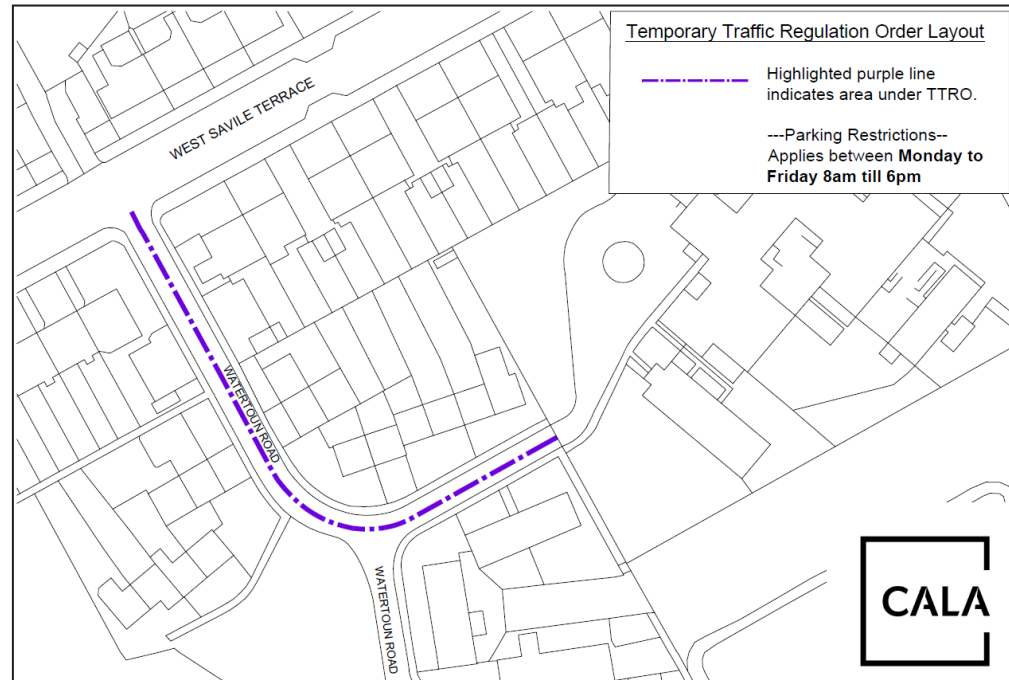 Temporary Traffic Regulation Order Layout
Highlighted purple line
indicates area under TTRO.
---Parking Restrictions--
Applies between Monday to
Friday 8am till 6pm
WEST SAVILE TERRACE
WATERTOUN ROAD
WATERTOUN ROAD
CALA